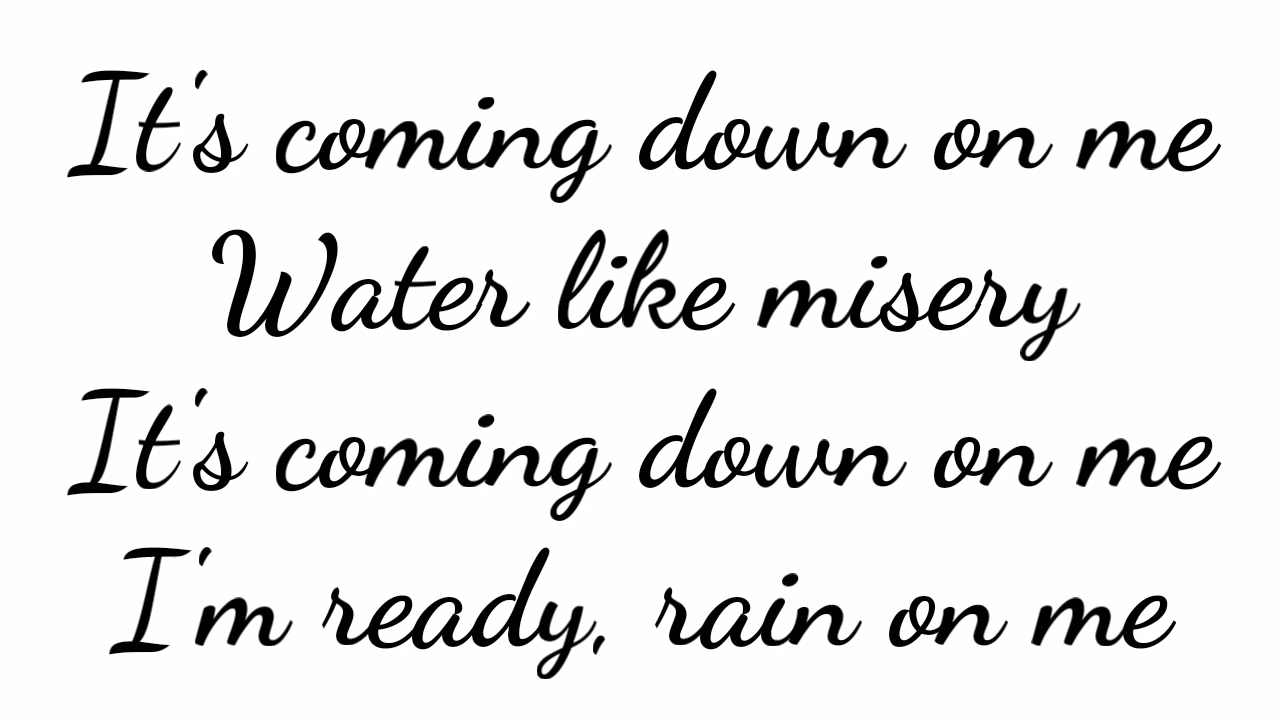 It's coming down on me
Water like misery
It's coming down on me
I'm ready, rain on me